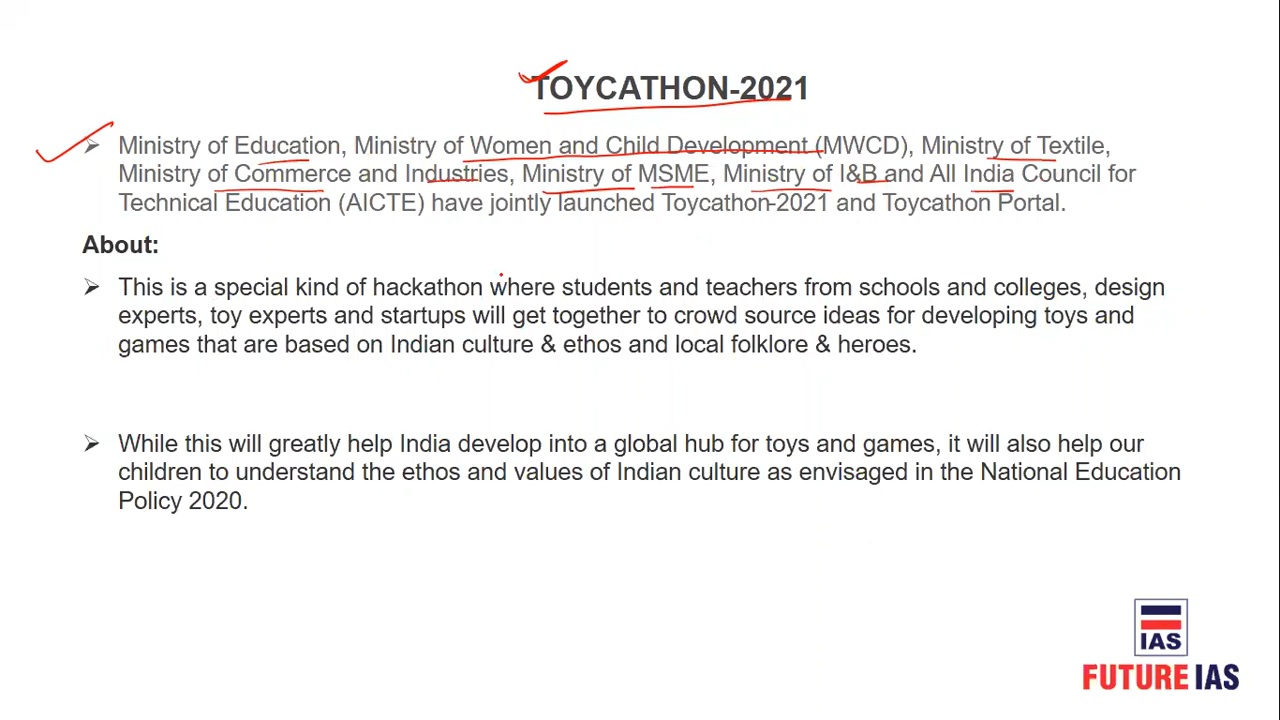 TOYCATHON-2021
➢ Ministry of Education, Ministry of Women and Child Development (MWCD), Ministry of Textile,
Ministry of Commerce and Industries, Ministry of MSME, Ministry of I&B and All India Council for
Technical Education (AICTE) have jointly launched Toycathon-2021 and Toycathon Portal.
About:
➢ This is a special kind of hackathon where students and teachers from schools and colleges, design
experts, toy experts and startups will get together to crowd source ideas for developing toys and
games that are based on Indian culture & ethos and local folklore & heroes.
➢ While this will greatly help India develop into a global hub for toys and games, it will also help our
children to understand the ethos and values of Indian culture as envisaged in the National Education
Policy 2020.
IAS
FUTURE IAS